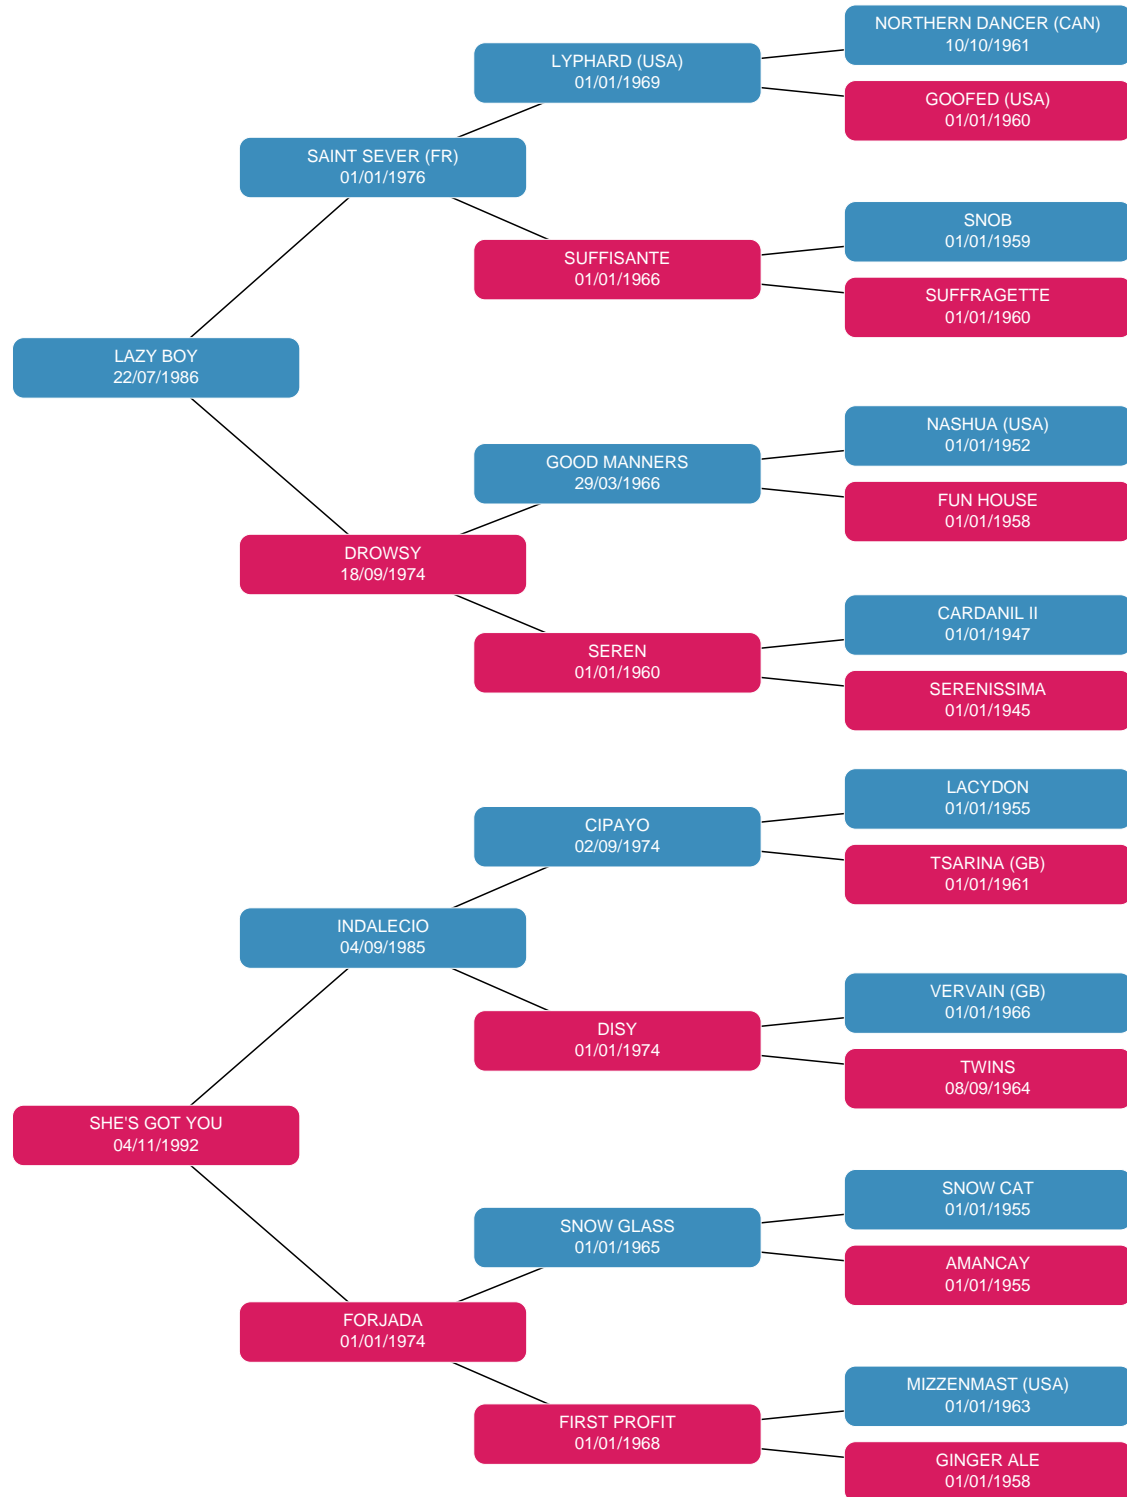 NORTHERN DANCER (CAN)
10/10/1961
LYPHARD (USA)
01/01/1969
GOOFED (USA)
01/01/1960
SAINT SEVER (FR)
01/01/1976
SNOB
01/01/1959
SUFFISANTE
01/01/1966
SUFFRAGETTE
01/01/1960
LAZY BOY
22/07/1986
NASHUA (USA)
01/01/1952
GOOD MANNERS
29/03/1966
FUN HOUSE
01/01/1958
DROWSY
18/09/1974
CARDANIL II
01/01/1947
SEREN
01/01/1960
SERENISSIMA
01/01/1945
LACYDON
01/01/1955
CIPAYO
02/09/1974
TSARINA (GB)
01/01/1961
INDALECIO
04/09/1985
VERVAIN (GB)
01/01/1966
DISY
01/01/1974
TWINS
08/09/1964
SHE'S GOT YOU
04/11/1992
SNOW CAT
01/01/1955
SNOW GLASS
01/01/1965
AMANCAY
01/01/1955
FORJADA
01/01/1974
MIZZENMAST (USA)
01/01/1963
FIRST PROFIT
01/01/1968
GINGER ALE
01/01/1958